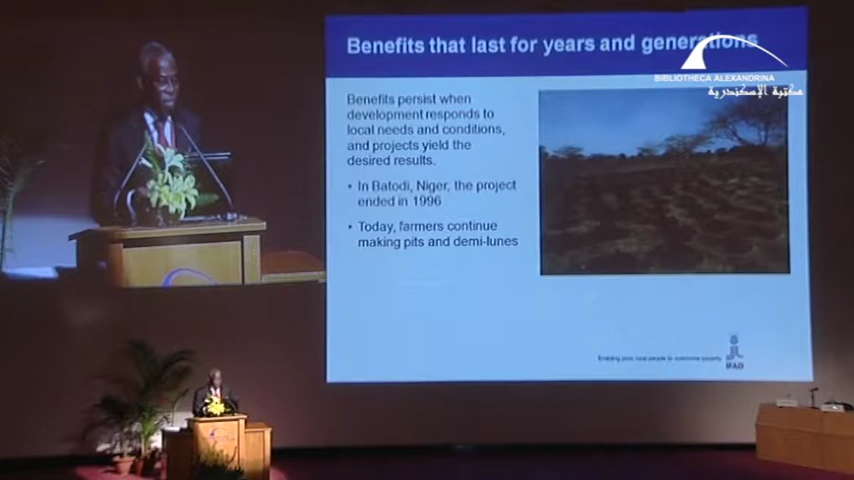 Benefits that last for years and generations
BIBLIOTHECA ALEXANDRINA
مكتبة الإسكندرية
Benefits persist when
development responds to
local needs and conditions,
and projects yield the
desired results.
• In Batodi, Niger, the project
ended in 1996
• Today, farmers continue
making pits and demi-lunes
Enabling poor rural people to overcome poverty
IFAD